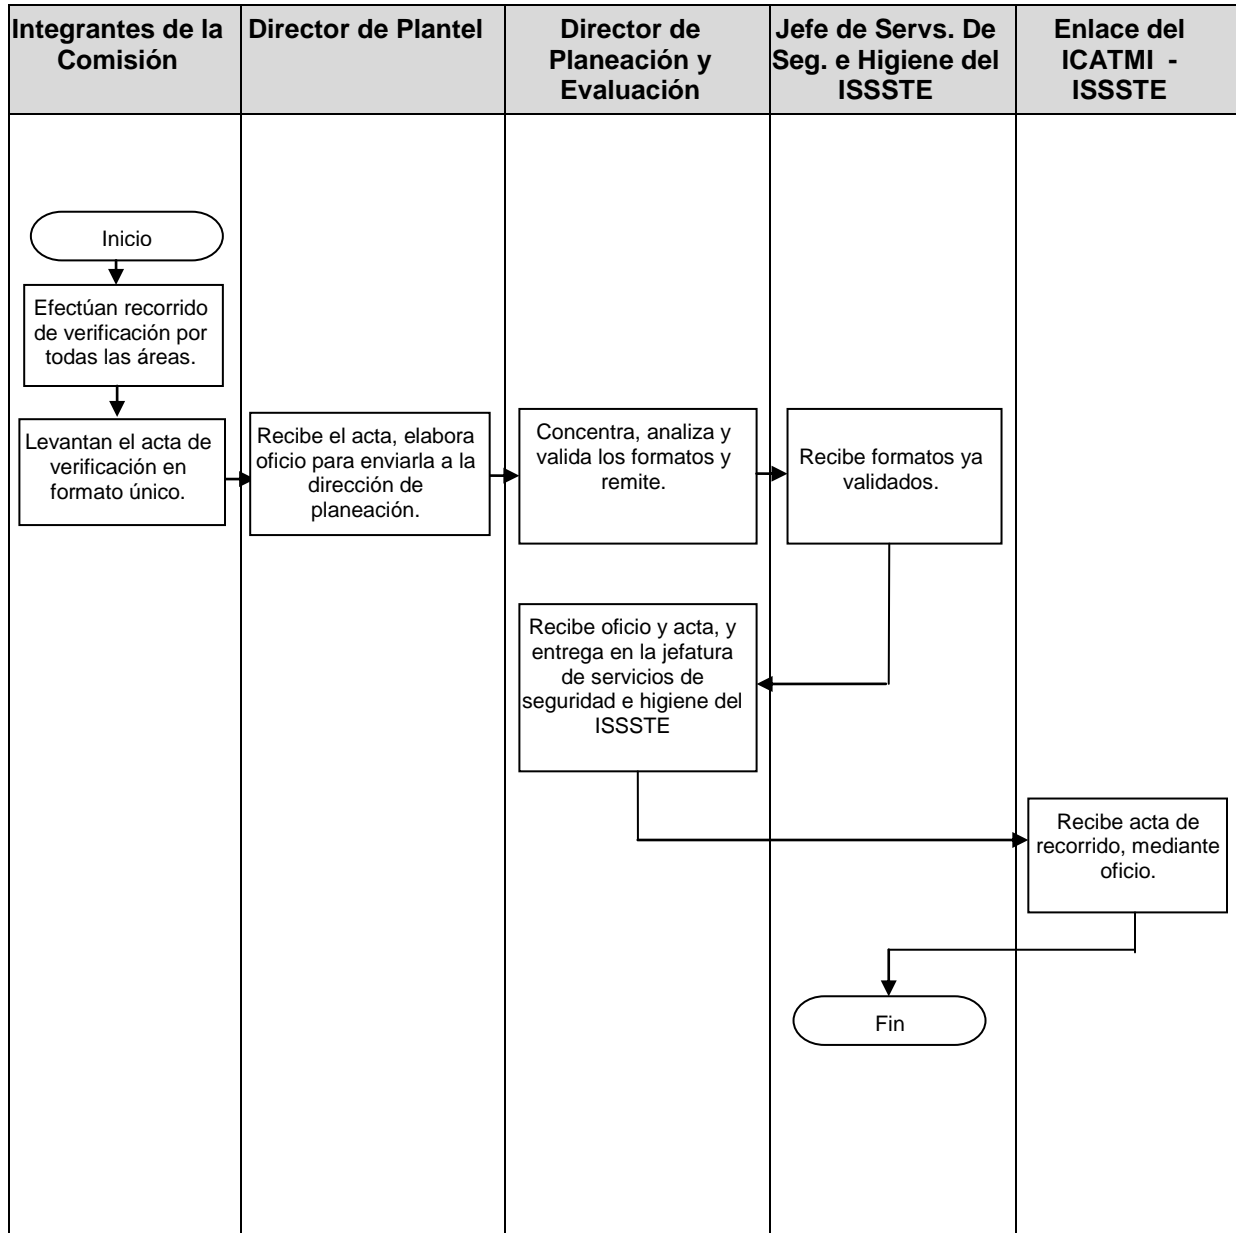 Integrantes de la
Comisión
Director de Plantel
Director de
Planeación y
Evaluación
Jefe de Servs. De
Seg. e Higiene del
ISSSTE
Enlace del
ICATMI -
ISSSTE
Inicio
Efectúan recorrido
de verificación por
todas las áreas.
Levantan el acta de
verificación en
formato único.
Recibe el acta, elabora
oficio para enviarla a la
dirección de
planeación.
Concentra, analiza y
valida los formatos y
remite.
Recibe formatos ya
validados.
Recibe oficio y acta, y
entrega en la jefatura
de servicios de
seguridad e higiene del
ISSSTE
Recibe acta de
recorrido, mediante
oficio.
Fin